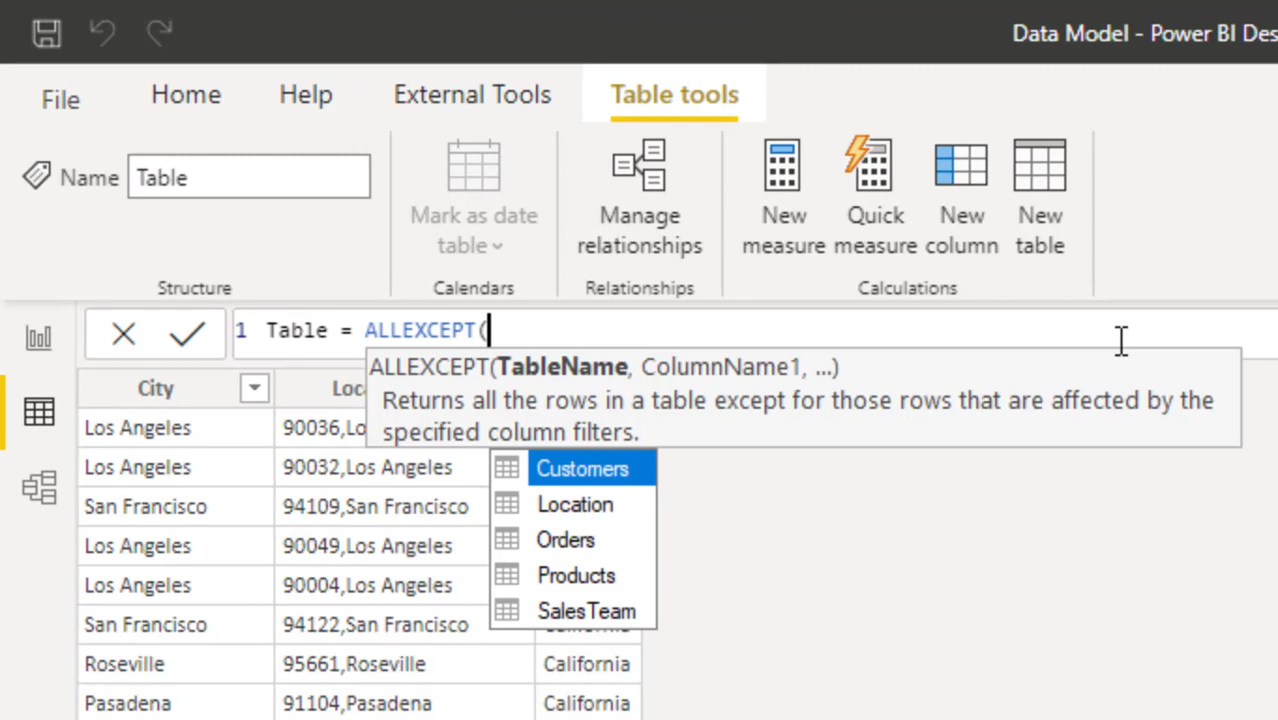 Data Model - Power BI Des
File Home Help External Tools Table tools
Name Table
Mark as date table
Manage relationships
New measure
Quick measure
New column
New table
Structure Calendars Relationships Calculations
1 Table = ALLEXCEPT(
ALLEXCEPT(TableName, ColumnName1, ...)
Returns all the rows in a table except for those rows that are affected by the
specified column filters.
City Loc
Los Angeles 90036,Lo
Los Angeles 90032,Los Angeles
San Francisco 94109,San Francisco
Los Angeles 90049,Los Angeles
Los Angeles 90004,Los Angeles
San Francisco 94122,San Francisco
Roseville 95661,Roseville California
Pasadena 91104,Pasadena California
Customers
Location
Orders
Products
SalesTeam